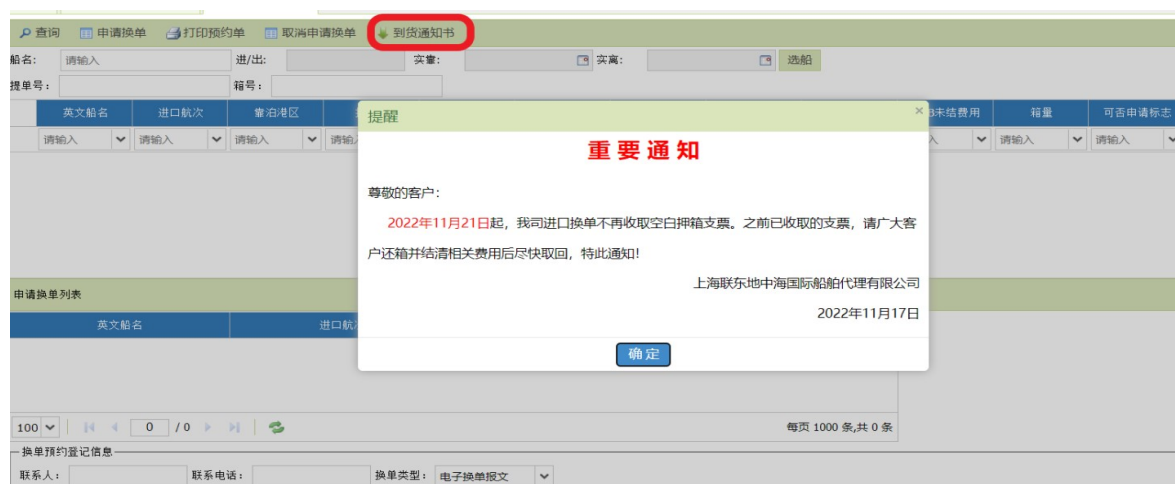 查询 申请换单 打印预约单 取消申请换单 到货通知书
船名: 请输入 进/出: 实靠: 实离: 选船
提单号: 箱号:
英文船名 进口航次 靠泊港区 未结费用 箱量 可否申请标志
请输入 请输入 请输入 请输 请输入 请输入
提醒 ×
重要通知
尊敬的客户:
2022年11月21日起，我司进口换单不再收取空白押箱支票。之前已收取的支票，请广大客
户还箱并结清相关费用后尽快取回，特此通知!
上海联东地中海国际船舶代理有限公司
2022年11月17日
确定
申请换单列表
英文船名 进口航
100 0 / 0 每页 1000 条,共 0 条
换单预约登记信息
联系人: 联系电话: 换单类型: 电子换单报文